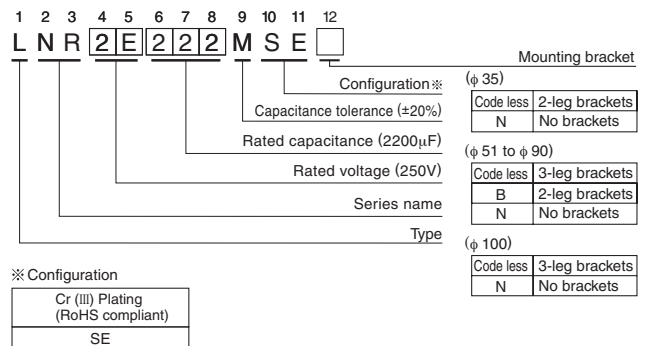 1 2 3 4 5 6 7 8 9 10 11 12
L N R 2 E 2 2 2 M S E
Mounting bracket
Configuration※
Capacitance tolerance (±20%)
Rated capacitance (2200μF)
Rated voltage (250V)
Series name
Type
(φ 35)
Code less 2-leg brackets
N No brackets
(φ 51 to φ 90)
Code less 3-leg brackets
B 2-leg brackets
N No brackets
(φ 100)
Code less 3-leg brackets
N No brackets
※ Configuration
Cr (III) Plating
(RoHS compliant)
SE